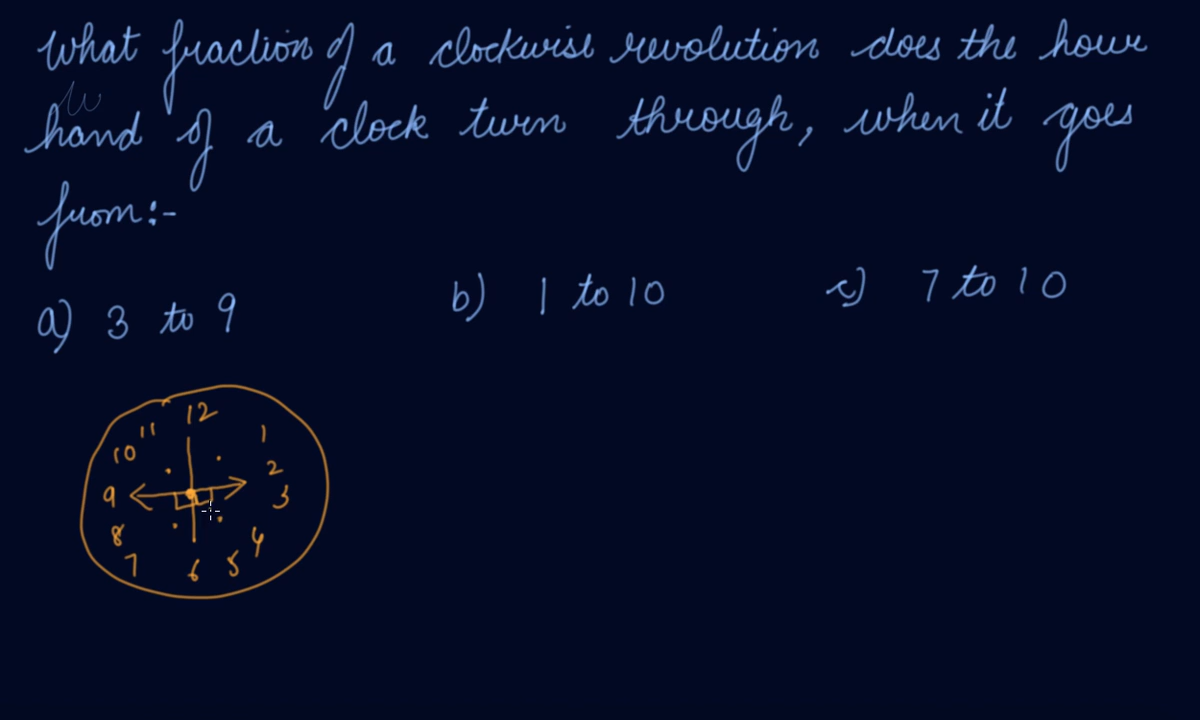 What fraction of a clockwise revolution does the hour
hand of a clock turn through, when it goes
from:-
a) 3 to 9 b) 1 to 10 c) 7 to 10
12
11 1
10 2
9 3
8 4
7 6 5